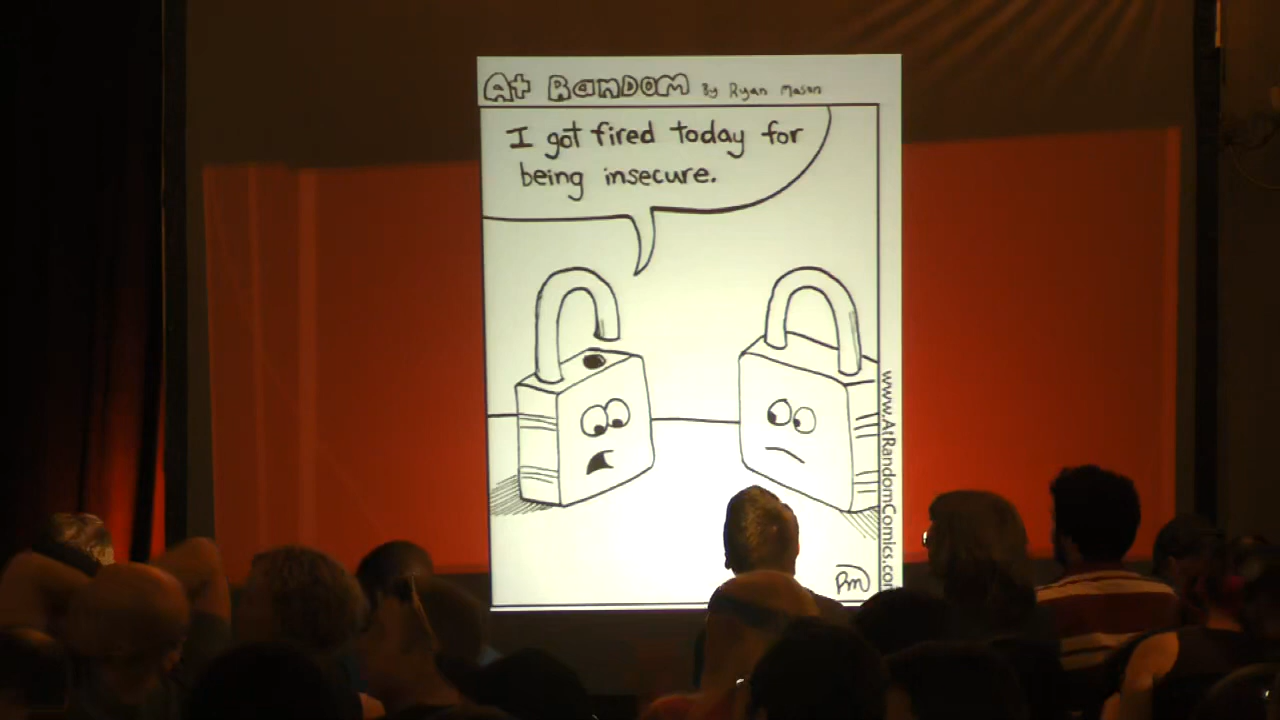 At RANDOM By Ryan Mason
I got fired today for
being insecure.
www.AtRandomComics.com
RM